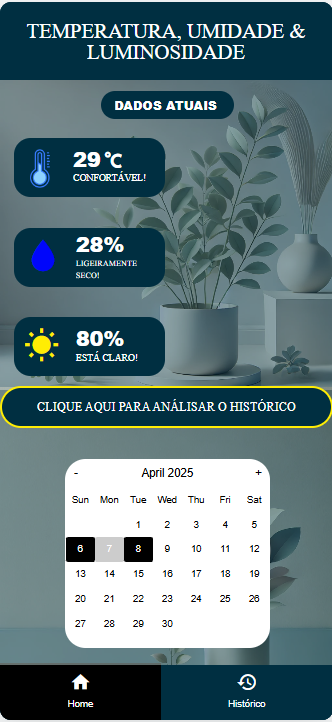 TEMPERATURA, UMIDADE &
LUMINOSIDADE
DADOS ATUAIS
29 °C
CONFORTÁVEL!
28%
LIGEIRAMENTE
SECO!
80%
ESTÁ CLARO!
CLIQUE AQUI PARA ANÁLISAR O HISTÓRICO
- April 2025 +
Sun Mon Tue Wed Thu Fri Sat
1 2 3 4 5
6 7 8 9 10 11 12
13 14 15 16 17 18 19
20 21 22 23 24 25 26
27 28 29 30
Home Histórico